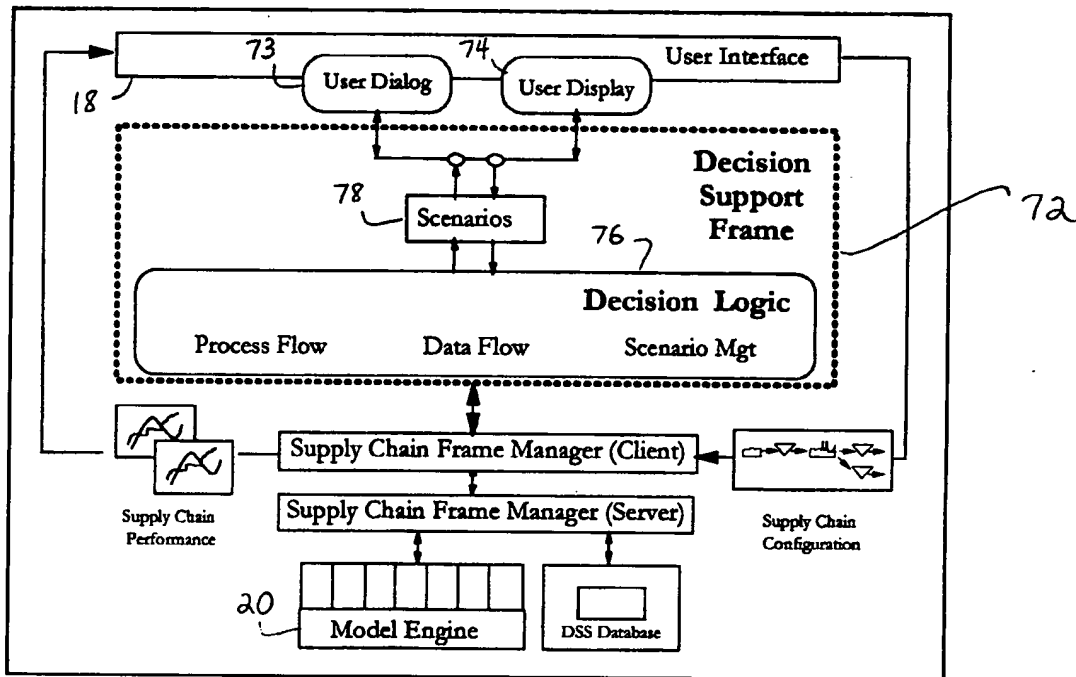 73
74
User Interface
18
User Dialog
User Display
Decision
Support
Frame
72
78
Scenarios
76
Decision Logic
Process Flow
Data Flow
Scenario Mgt
Supply Chain Frame Manager (Client)
Supply Chain Frame Manager (Server)
Supply Chain
Performance
Supply Chain
Configuration
20
Model Engine
DSS Database